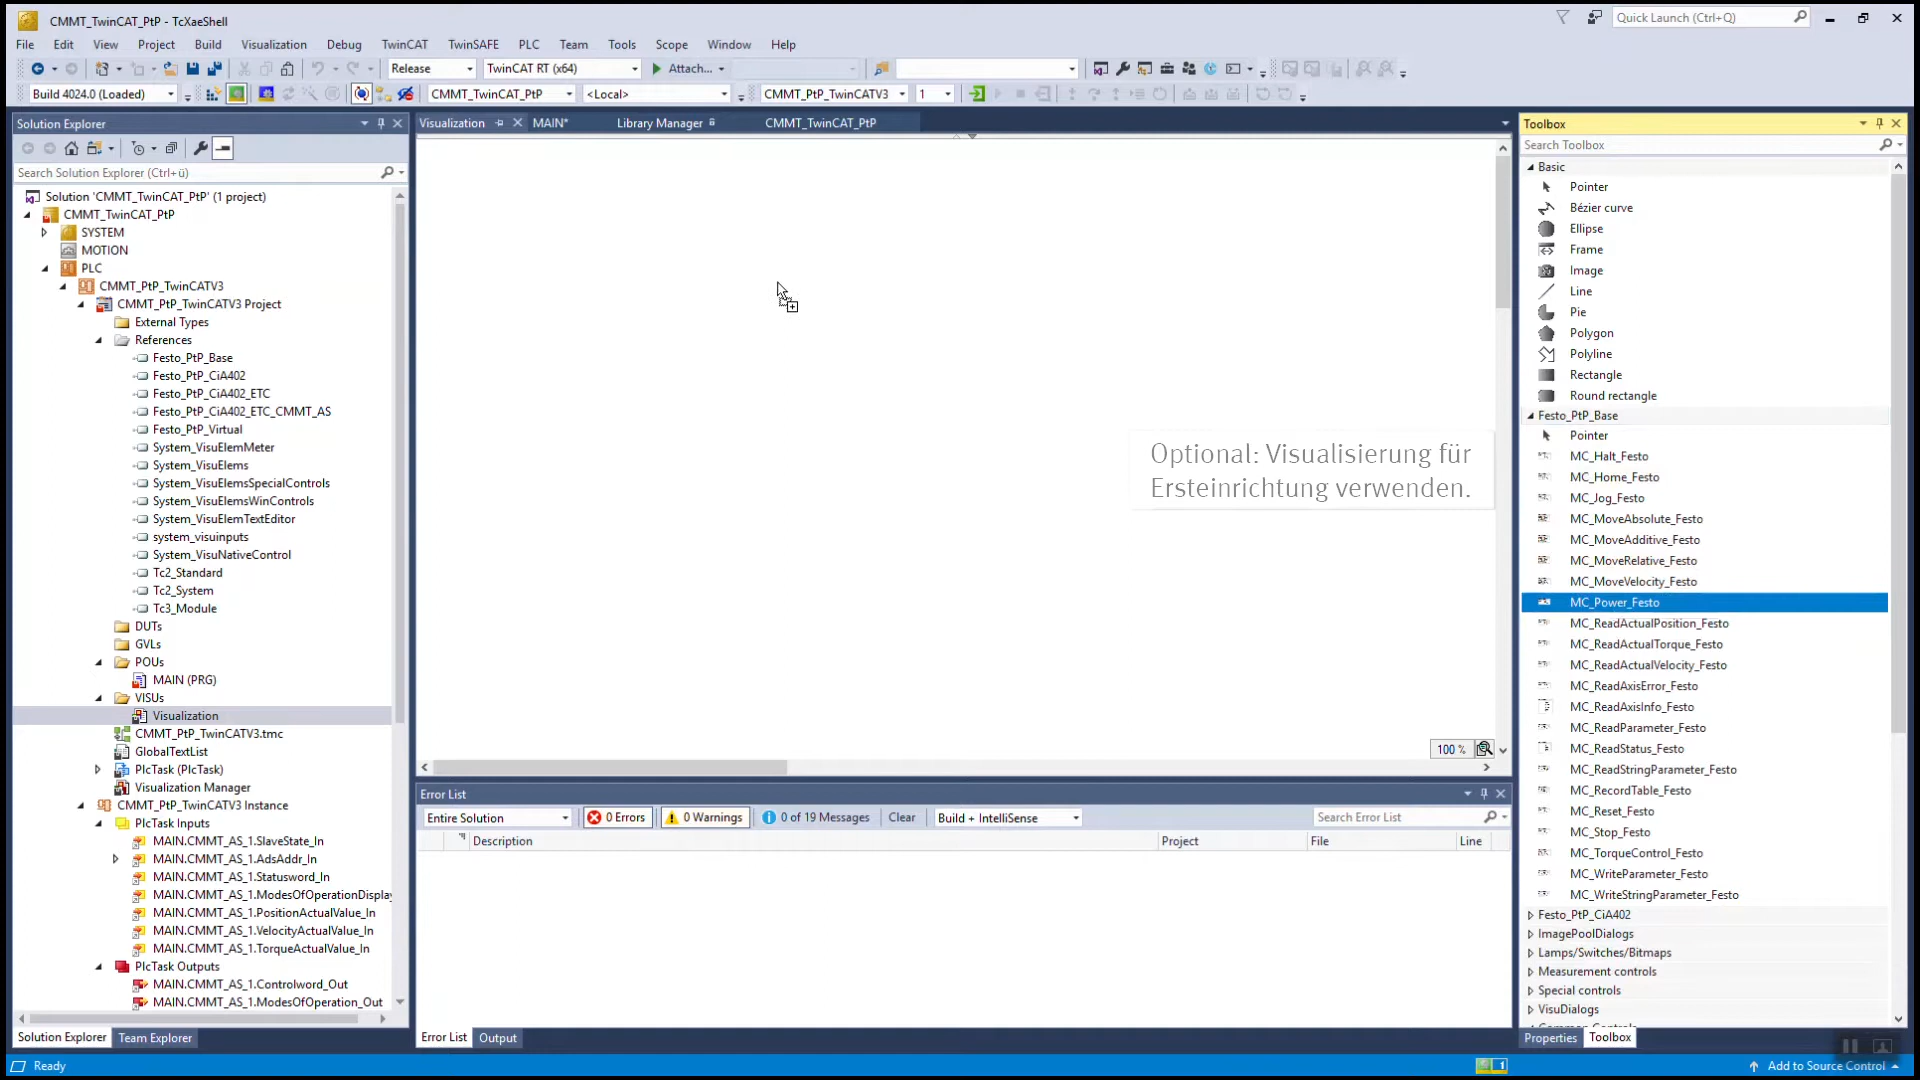 CMMT_TwinCAT_PtP - TcXaeShell
Quick Launch (Ctrl+Q)
File Edit View Project Build Visualization Debug TwinCAT TwinSAFE PLC Team Tools Scope Window Help
Release TwinCAT RT (x64) Attach...
Build 4024.0 (Loaded) CMMT_TwinCAT_PtP <Local> CMMT_PtP_TwinCATV3 1
Solution Explorer
Search Solution Explorer (Ctrl+ü)
Solution 'CMMT_TwinCAT_PtP' (1 project)
CMMT_TwinCAT_PtP
SYSTEM
MOTION
PLC
CMMT_PtP_TwinCATV3
CMMT_PtP_TwinCATV3 Project
External Types
References
Festo_PtP_Base
Festo_PtP_CiA402
Festo_PtP_CiA402_ETC
Festo_PtP_CiA402_ETC_CMMT_AS
Festo_PtP_Virtual
System_VisuElemMeter
System_VisuElems
System_VisuElemsSpecialControls
System_VisuElemsWinControls
System_VisuElemTextEditor
system_visuinputs
System_VisuNativeControl
Tc2_Standard
Tc2_System
Tc3_Module
DUTs
GVLs
POUs
MAIN (PRG)
VISUs
Visualization
CMMT_PtP_TwinCATV3.tmc
GlobalTextList
PlcTask (PlcTask)
Visualization Manager
CMMT_PtP_TwinCATV3 Instance
PlcTask Inputs
MAIN.CMMT_AS_1.SlaveState_In
MAIN.CMMT_AS_1.AdsAddr_In
MAIN.CMMT_AS_1.Statusword_In
MAIN.CMMT_AS_1.ModesOfOperationDisplay
MAIN.CMMT_AS_1.PositionActualValue_In
MAIN.CMMT_AS_1.VelocityActualValue_In
MAIN.CMMT_AS_1.TorqueActualValue_In
PlcTask Outputs
MAIN.CMMT_AS_1.Controlword_Out
MAIN.CMMT_AS_1.ModesOfOperation_Out
Solution Explorer Team Explorer
Visualization MAIN* Library Manager CMMT_TwinCAT_PtP
Optional: Visualisierung für
Ersteinrichtung verwenden.
100 %
Error List
Entire Solution 0 Errors 0 Warnings 0 of 19 Messages Clear Build + IntelliSense Search Error List
Description Project File Line
Error List Output
Toolbox
Search Toolbox
Basic
Pointer
Bézier curve
Ellipse
Frame
Image
Line
Pie
Polygon
Polyline
Rectangle
Round rectangle
Festo_PtP_Base
Pointer
MC_Halt_Festo
MC_Home_Festo
MC_Jog_Festo
MC_MoveAbsolute_Festo
MC_MoveAdditive_Festo
MC_MoveRelative_Festo
MC_MoveVelocity_Festo
MC_Power_Festo
MC_ReadActualPosition_Festo
MC_ReadActualTorque_Festo
MC_ReadActualVelocity_Festo
MC_ReadAxisError_Festo
MC_ReadAxisInfo_Festo
MC_ReadParameter_Festo
MC_ReadStatus_Festo
MC_ReadStringParameter_Festo
MC_RecordTable_Festo
MC_Reset_Festo
MC_Stop_Festo
MC_TorqueControl_Festo
MC_WriteParameter_Festo
MC_WriteStringParameter_Festo
Festo_PtP_CiA402
ImagePoolDialogs
Lamps/Switches/Bitmaps
Measurement controls
Special controls
VisuDialogs
Properties Toolbox
Ready 1 Add to Source Control